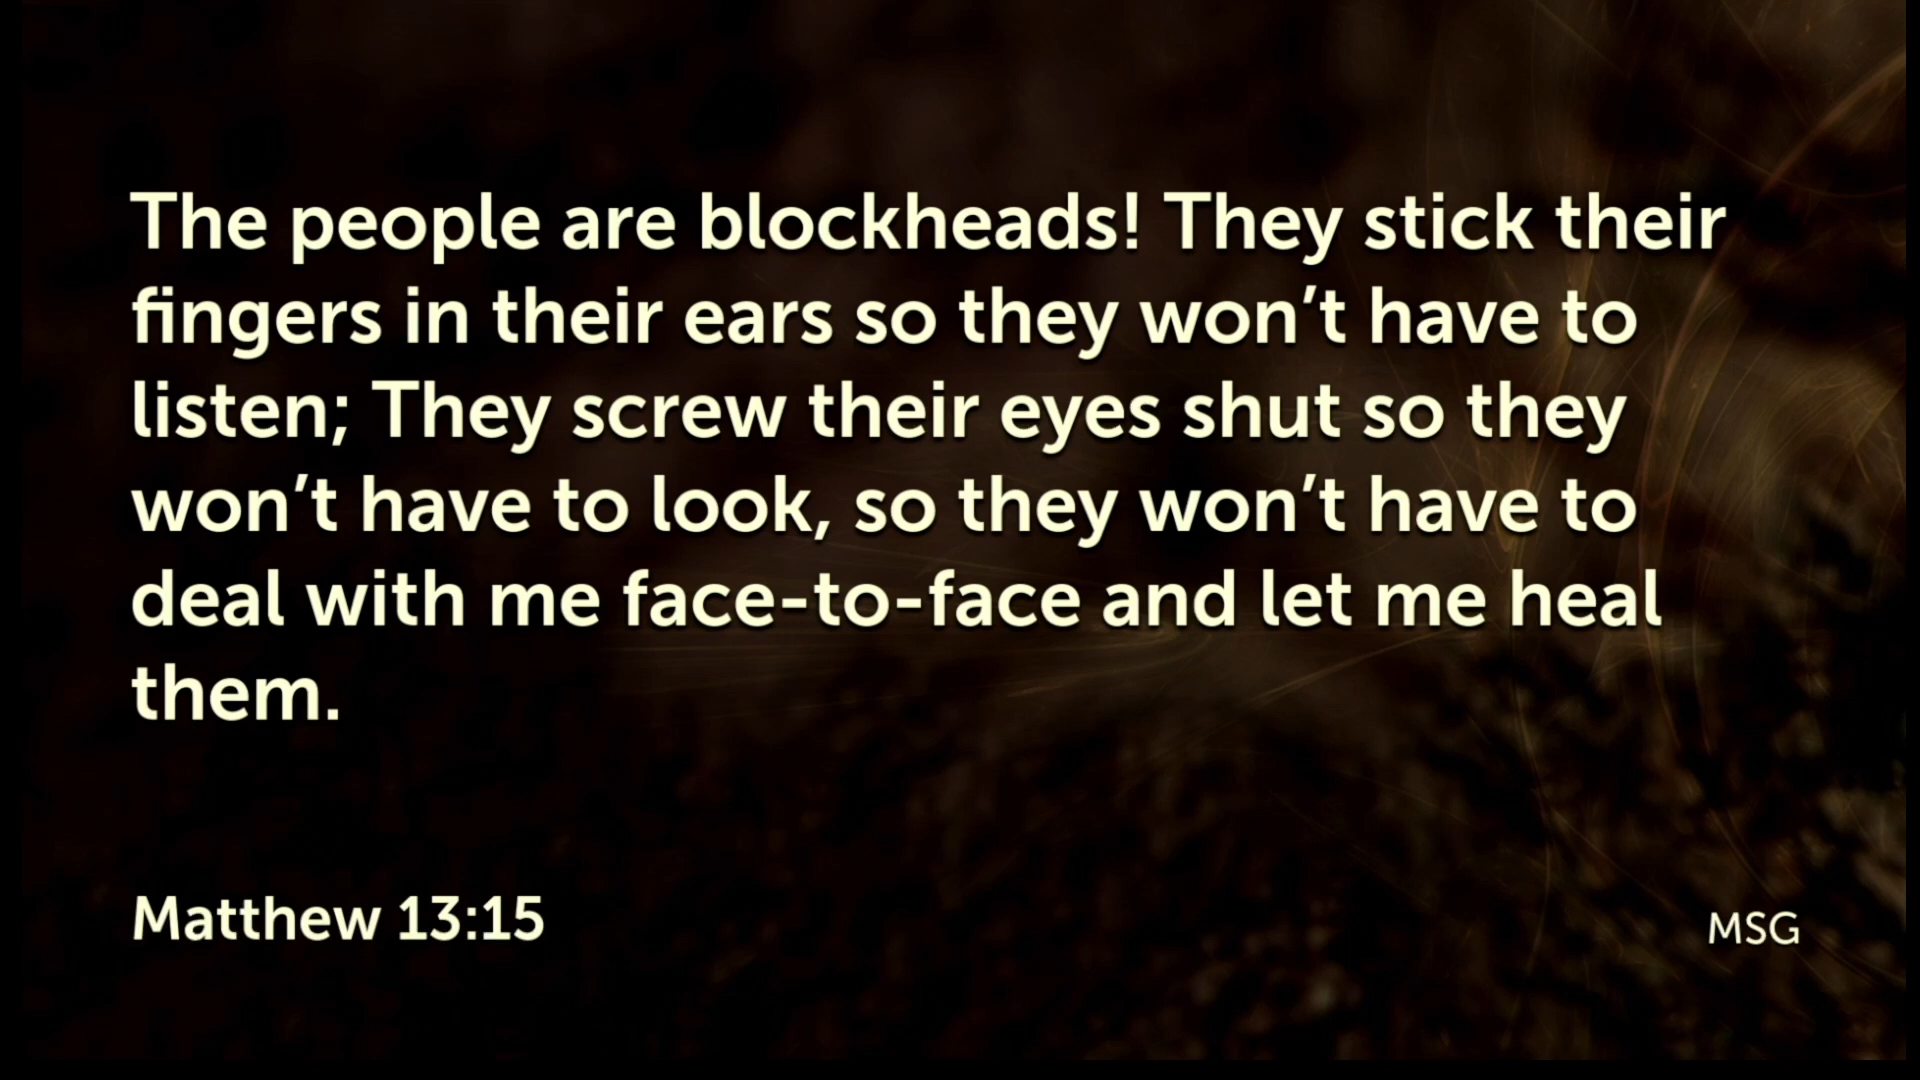 The people are blockheads! They stick their
fingers in their ears so they won’t have to
listen; They screw their eyes shut so they
won’t have to look, so they won’t have to
deal with me face-to-face and let me heal
them.
Matthew 13:15
MSG